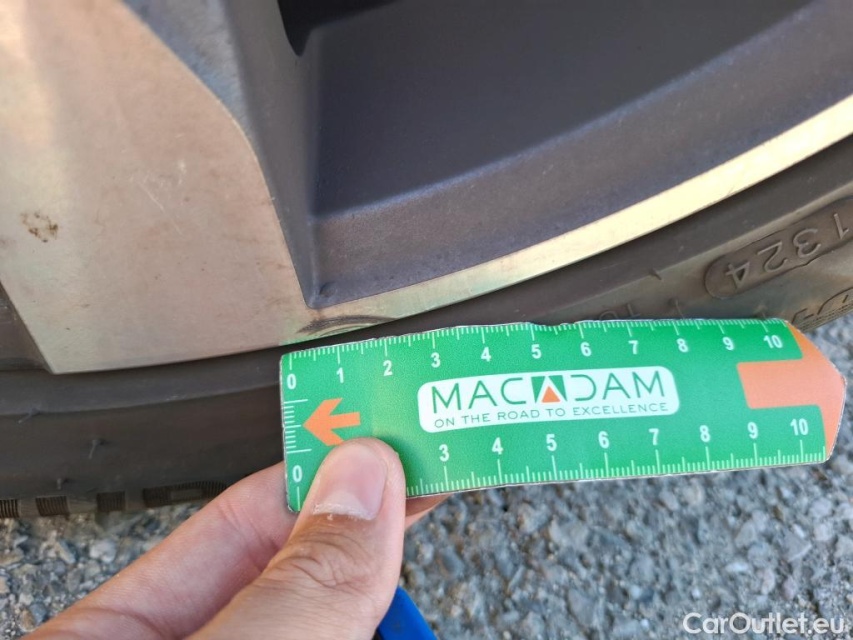 1324
0 1 2 3 4 5 6 7 8 9 10
MACADAM
ON THE ROAD TO EXCELLENCE
0 3 4 5 6 7 8 9 10
CarOutlet.eu